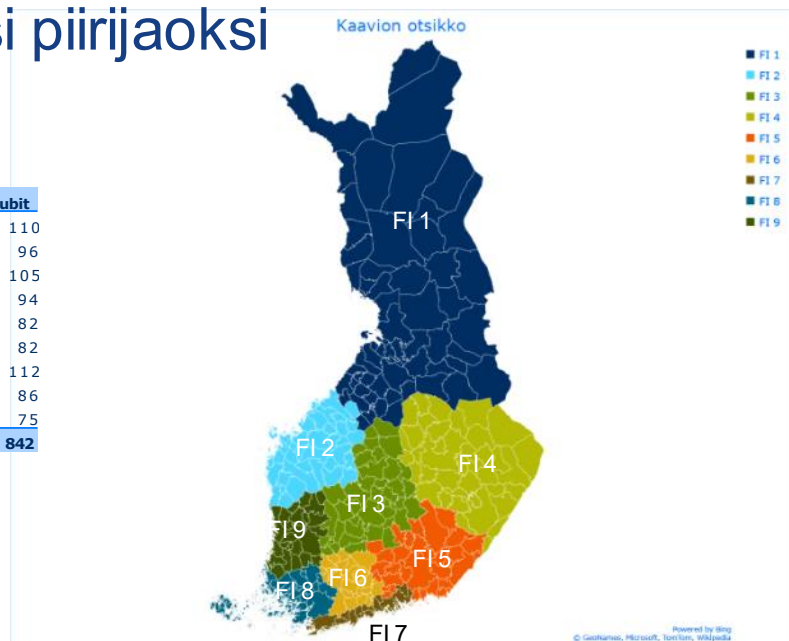 si piirijaoksi
Kaavion otsikko
FI 1
FI 2
FI 3
FI 4
FI 5
FI 6
FI 7
FI 8
FI 9
ubit
110
96
105
94
82
82
112
86
75
842
FI 1
FI 2
FI 4
FI 3
FI 9
FI 5
FI 6
FI 8
FI 7
Powered by Bing
© GeoNames, Microsoft, TomTom, Wikipedia